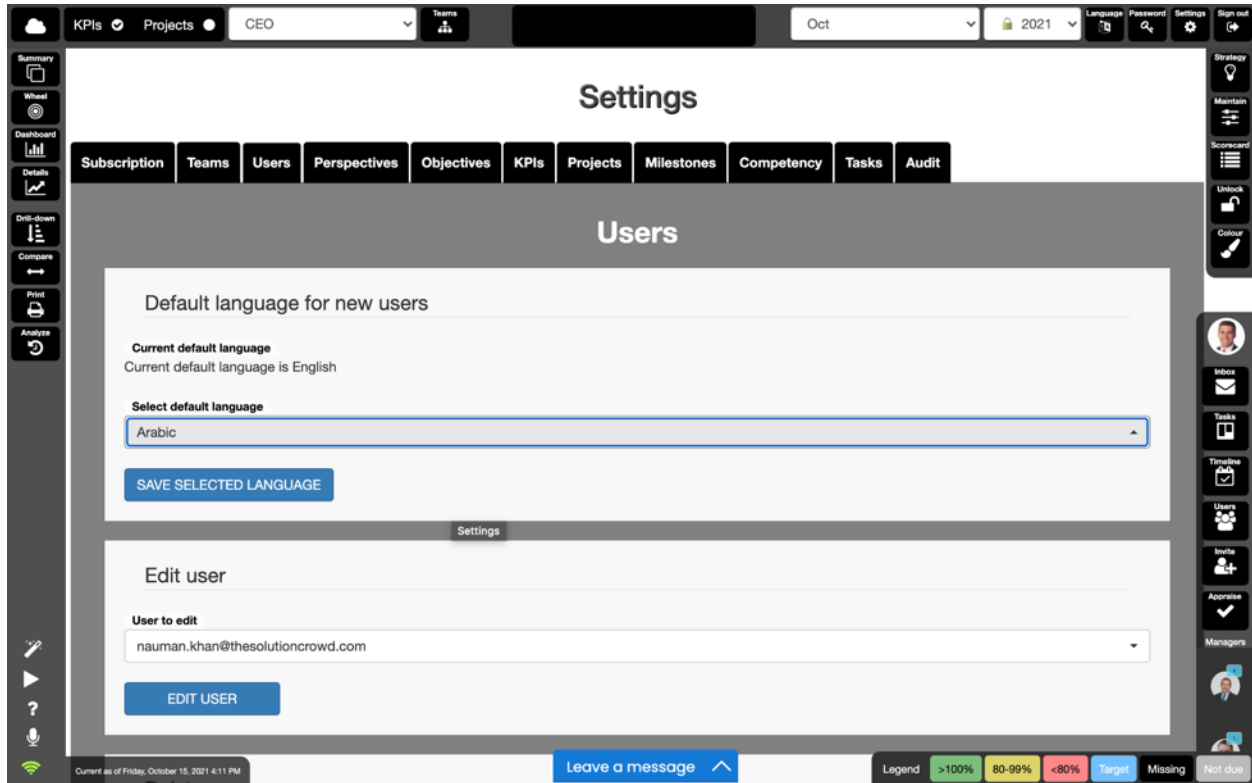 KPIs Projects CEO Teams Oct 2021 Language Password Settings Sign out
Summary
Wheel
Dashboard
Details
Drill-down
Compare
Print
Analyze
Settings
Subscription Teams Users Perspectives Objectives KPIs Projects Milestones Competency Tasks Audit
Users
Default language for new users
Current default language
Current default language is English
Select default language
Arabic
SAVE SELECTED LANGUAGE
Settings
Edit user
User to edit
nauman.khan@thesolutioncrowd.com
EDIT USER
Strategy
Maintain
Scorecard
Unlock
Colour
Inbox
Tasks
Timeline
Users
Invite
Appraise
Managers
?
Current as of Friday, October 15, 2021 4:11 PM
Leave a message
Legend >100% 80-99% <80% Target Missing Not due